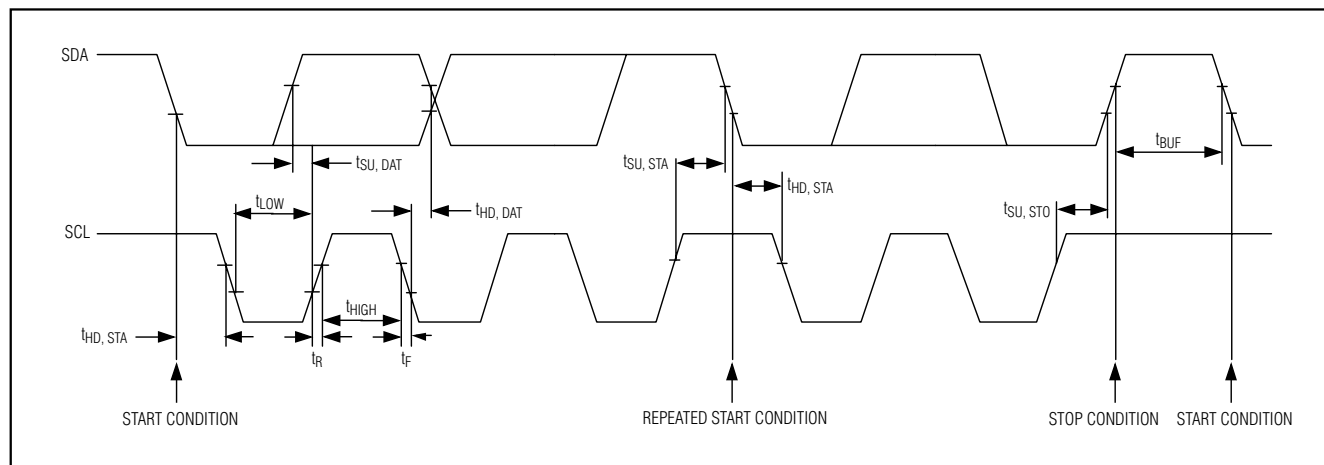 SDA
tSU, DAT
tSU, STA
tBUF
tHD, STA
tLOW
tHD, DAT
tSU, STO
SCL
tHIGH
tHD, STA
tR
tF
START CONDITION
REPEATED START CONDITION
STOP CONDITION
START CONDITION